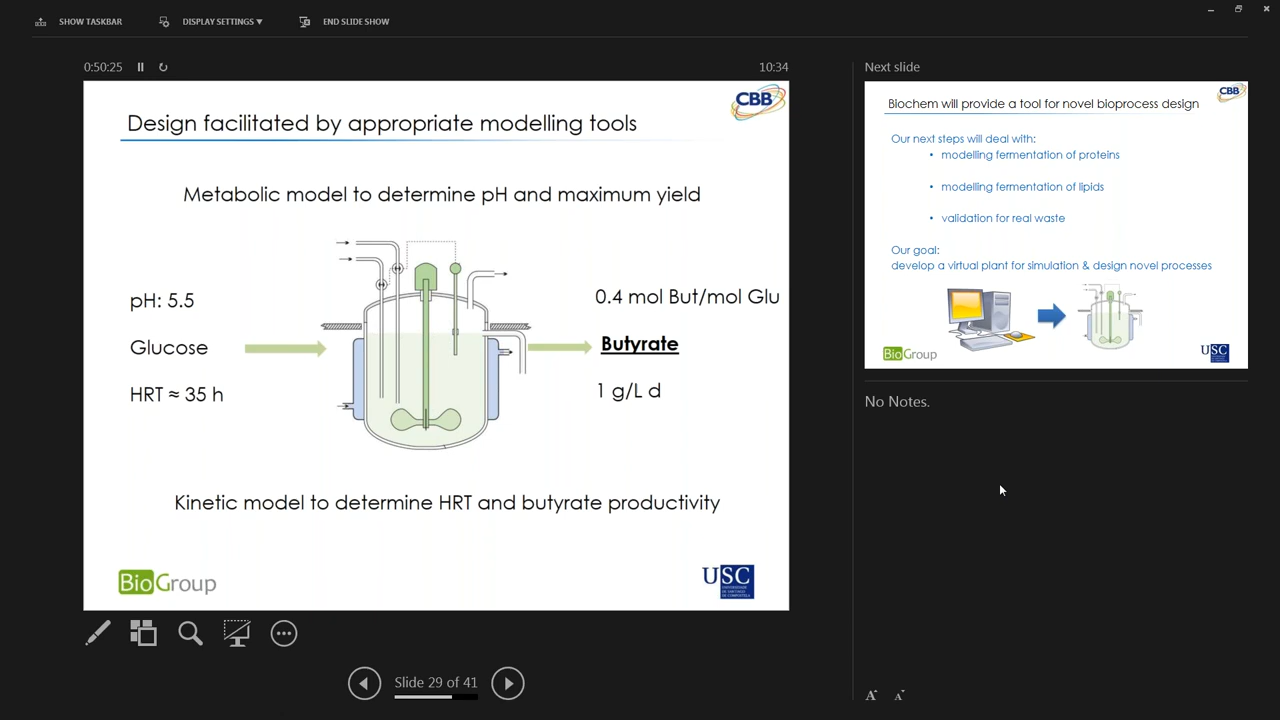 SHOW TASKBAR
DISPLAY SETTINGS ▼
END SLIDE SHOW
0:50:25
10:34
CBB
Design facilitated by appropriate modelling tools
Metabolic model to determine pH and maximum yield
pH: 5.5
0.4 mol But/mol Glu
Glucose
Butyrate
HRT ≈ 35 h
1 g/L d
Kinetic model to determine HRT and butyrate productivity
BioGroup
USC
UNIVERSIDADE
DE SANTIAGO
DE COMPOSTELA
Slide 29 of 41
Next slide
CBB
Biochem will provide a tool for novel bioprocess design
Our next steps will deal with:
• modelling fermentation of proteins
• modelling fermentation of lipids
• validation for real waste
Our goal:
develop a virtual plant for simulation & design novel processes
BioGroup
USC
No Notes.
A A